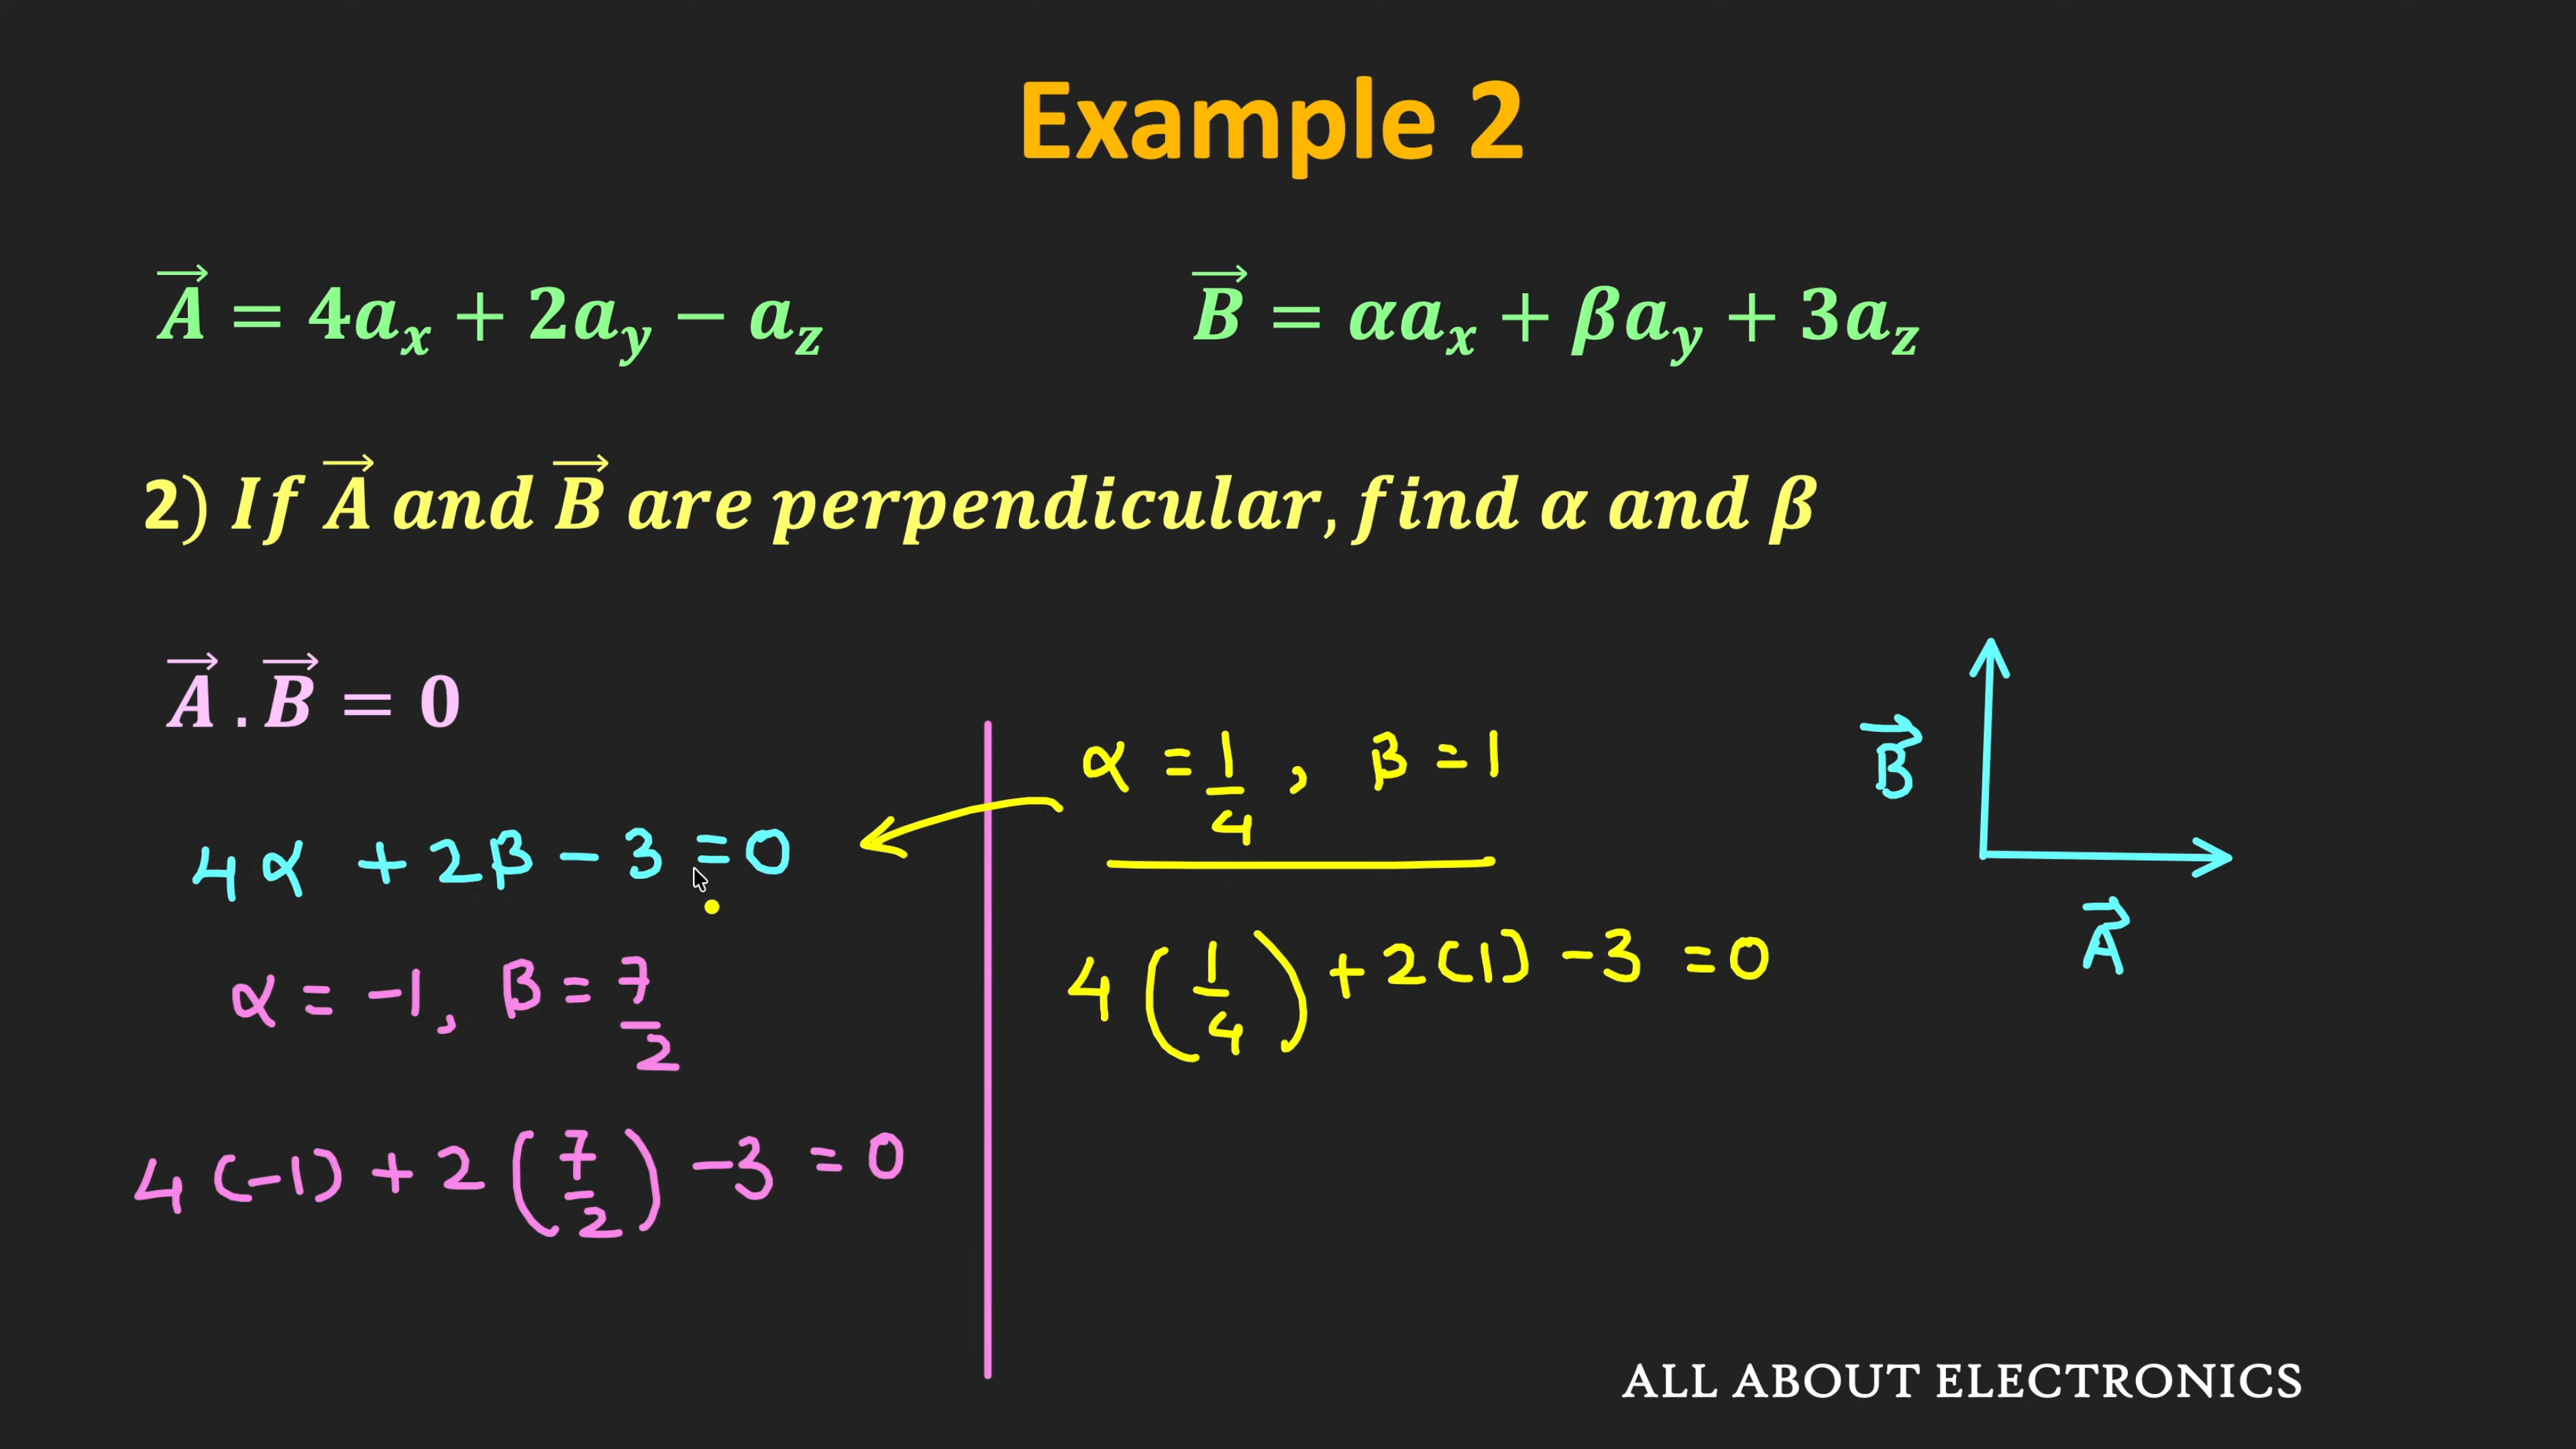 Example 2
A⃗ = 4aₓ + 2a_y − a_z
B⃗ = αaₓ + βa_y + 3a_z
2) If A⃗ and B⃗ are perpendicular, find α and β
A⃗ . B⃗ = 0
4α + 2β − 3 = 0
α = −1, β = 7/2
4(−1) + 2(7/2) − 3 = 0
α = 1/4, β = 1
4(1/4) + 2(1) − 3 = 0
B⃗
A⃗
ALL ABOUT ELECTRONICS